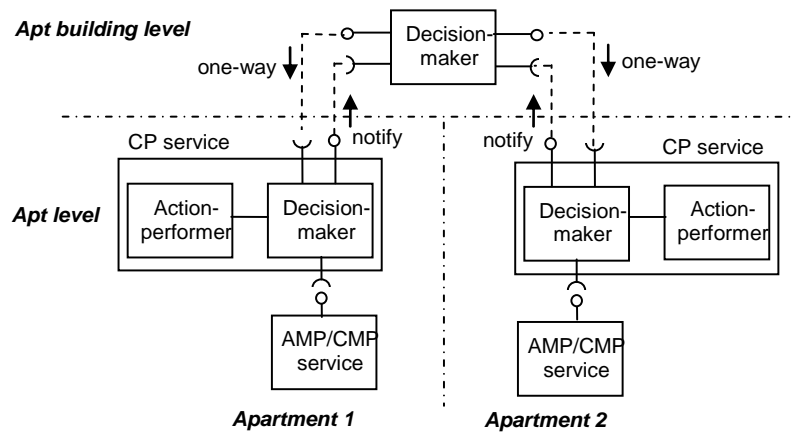 Apt building level
Decision-
maker
one-way
one-way
notify
notify
CP service
CP service
Apt level
Action-
performer
Decision-
maker
Decision-
maker
Action-
performer
AMP/CMP
service
AMP/CMP
service
Apartment 1
Apartment 2